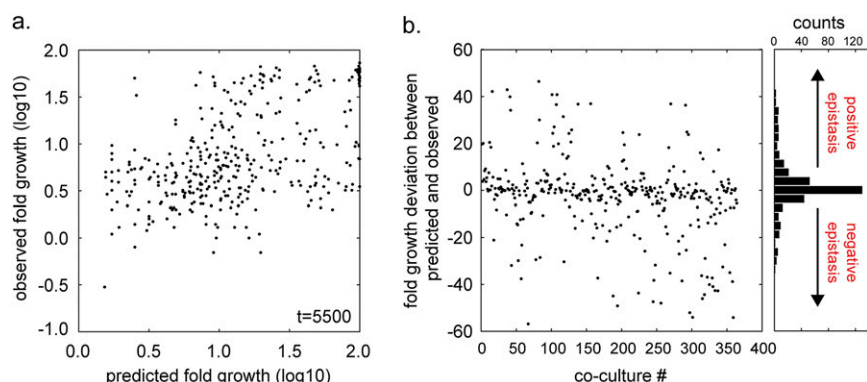 a.
observed fold growth (log10)
2.0
1.5
1.0
0.5
0.0
-0.5
-1.0
t=5500
0.0 0.5 1.0 1.5 2.0
predicted fold growth (log10)
b.
fold growth deviation between
predicted and observed
60
40
20
0
-20
-40
-60
0 50 100 150 200 250 300 350 400
co-culture #
counts
0 40 80 120
positive
epistasis
negative
epistasis